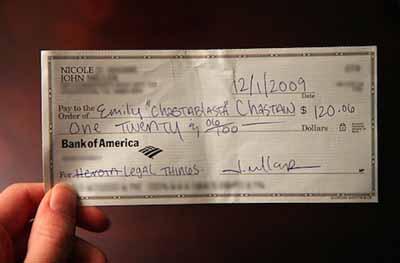 NICOLE
JOHN
12/1/2009
Date
Pay to the
Order of Emily "Chastablasta" Chastain $ 120.06
One Twenty & 06/100 Dollars
Bank of America
For Heroin Legal Things